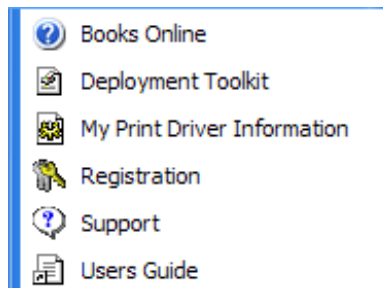 Books Online
Deployment Toolkit
My Print Driver Information
Registration
Support
Users Guide